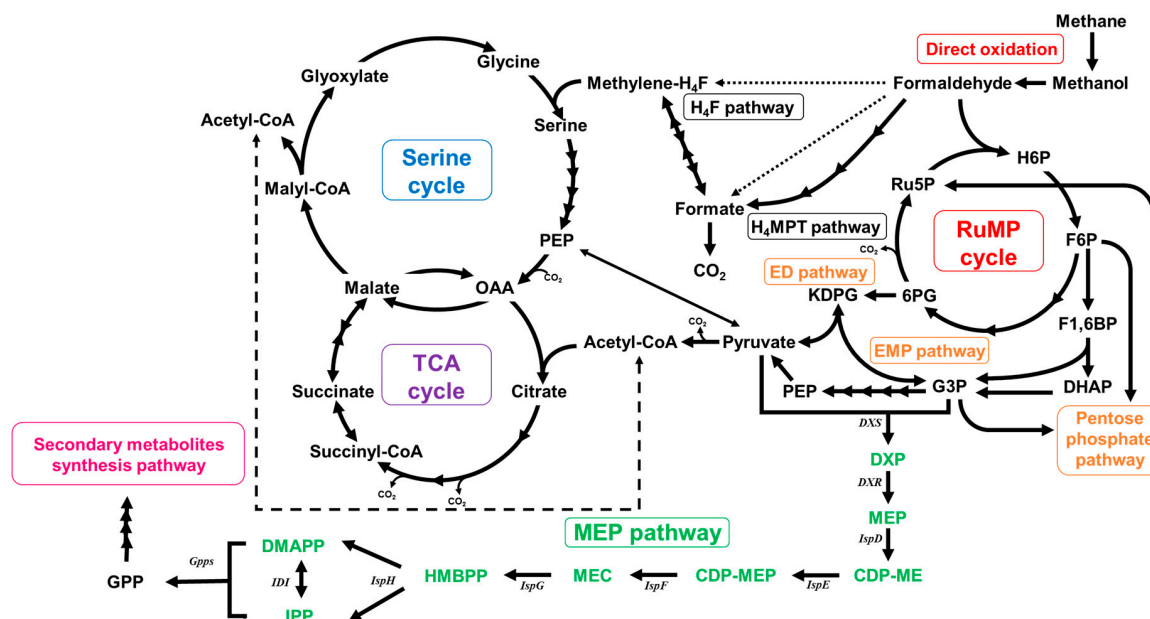 Methane
Direct oxidation
Glycine
Glyoxylate
Methylene-H4F
Formaldehyde
Methanol
H4F pathway
Acetyl-CoA
Serine
Serine
cycle
H6P
Malyl-CoA
Ru5P
Formate
H4MPT pathway
RuMP
cycle
PEP
F6P
CO2
CO2
CO2
ED pathway
Malate
OAA
KDPG
6PG
F1,6BP
CO2
Acetyl-CoA
Pyruvate
EMP pathway
TCA
cycle
Succinate
Citrate
PEP
G3P
DHAP
DXS
Pentose
phosphate
pathway
Secondary metabolites
synthesis pathway
Succinyl-CoA
DXP
CO2
CO2
DXR
MEP
MEP pathway
IspD
DMAPP
Gpps
GPP
IDI
IspH
HMBPP
IspG
MEC
IspF
CDP-MEP
IspE
CDP-ME
IPP